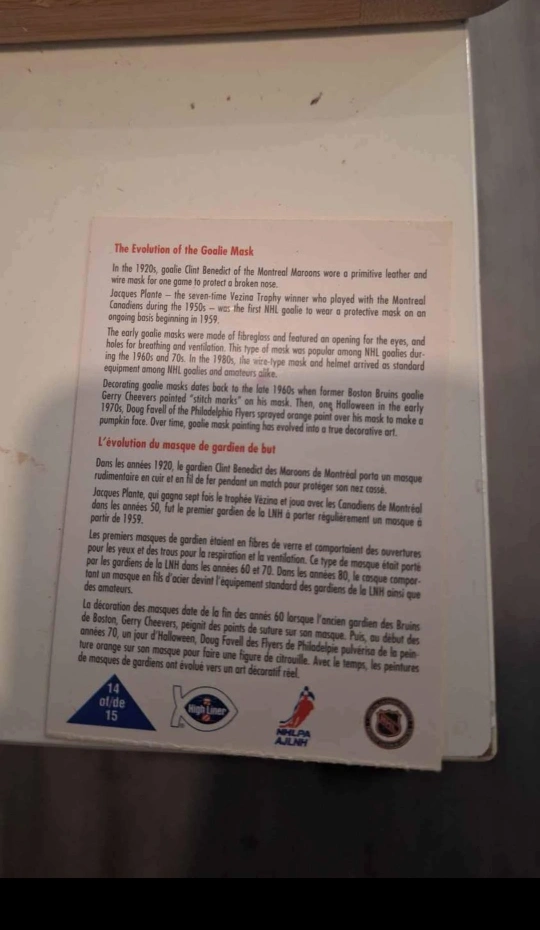 The Evolution of the Goalie Mask
In the 1920s, goalie Clint Benedict of the Montreal Maroons wore a primitive leather and
wire mask for one game to protect a broken nose.
Jacques Plante – the seven-time Vezina Trophy winner who played with the Montreal
Canadiens during the 1950s – was the first NHL goalie to wear a protective mask on an
ongoing basis beginning in 1959.
The early goalie masks were made of fibreglass and featured an opening for the eyes, and
holes for breathing and ventilation. This type of mask was popular among NHL goalies dur-
ing the 1960s and 70s. In the 1980s, the wire-type mask and helmet arrived as standard
equipment among NHL goalies and amateurs alike.
Decorating goalie masks dates back to the late 1960s when former Boston Bruins goalie
Gerry Cheevers painted "stitch marks" on his mask. Then, one Halloween in the early
1970s, Doug Favell of the Philadelphia Flyers sprayed orange paint over his mask to make a
pumpkin face. Over time, goalie mask painting has evolved into a true decorative art.
L'évolution du masque de gardien de but
Dans les années 1920, le gardien Clint Benedict des Maroons de Montréal porta un masque
rudimentaire en cuir et en fil de fer pendant un match pour protéger son nez cassé.
Jacques Plante, qui gagna sept fois le trophée Vézina et joua avec les Canadiens de Montréal
dans les années 50, fut le premier gardien de la LNH à porter régulièrement un masque à
partir de 1959.
Les premiers masques de gardien étaient en fibres de verre et comportaient des ouvertures
pour les yeux et des trous pour la respiration et la ventilation. Ce type de masque était porté
par les gardiens de la LNH dans les années 60 et 70. Dans les années 80, le casque compor-
tant un masque en fils d'acier devint l'équipement standard des gardiens de la LNH ainsi que
des amateurs.
La décoration des masques date de la fin des annés 60 lorsque l'ancien gardien des Bruins
de Boston, Gerry Cheevers, peignit des points de suture sur son masque. Puis, au début des
années 70, un jour d'Halloween, Doug Favell des Flyers de Philadelpie pulvérisa de la pein-
ture orange sur son masque pour faire une figure de citrouille. Avec le temps, les peintures
de masques de gardiens ont évolué vers un art décoratif réel.
14
of/de
15
High Liner
NHLPA
AJLNH
NHL